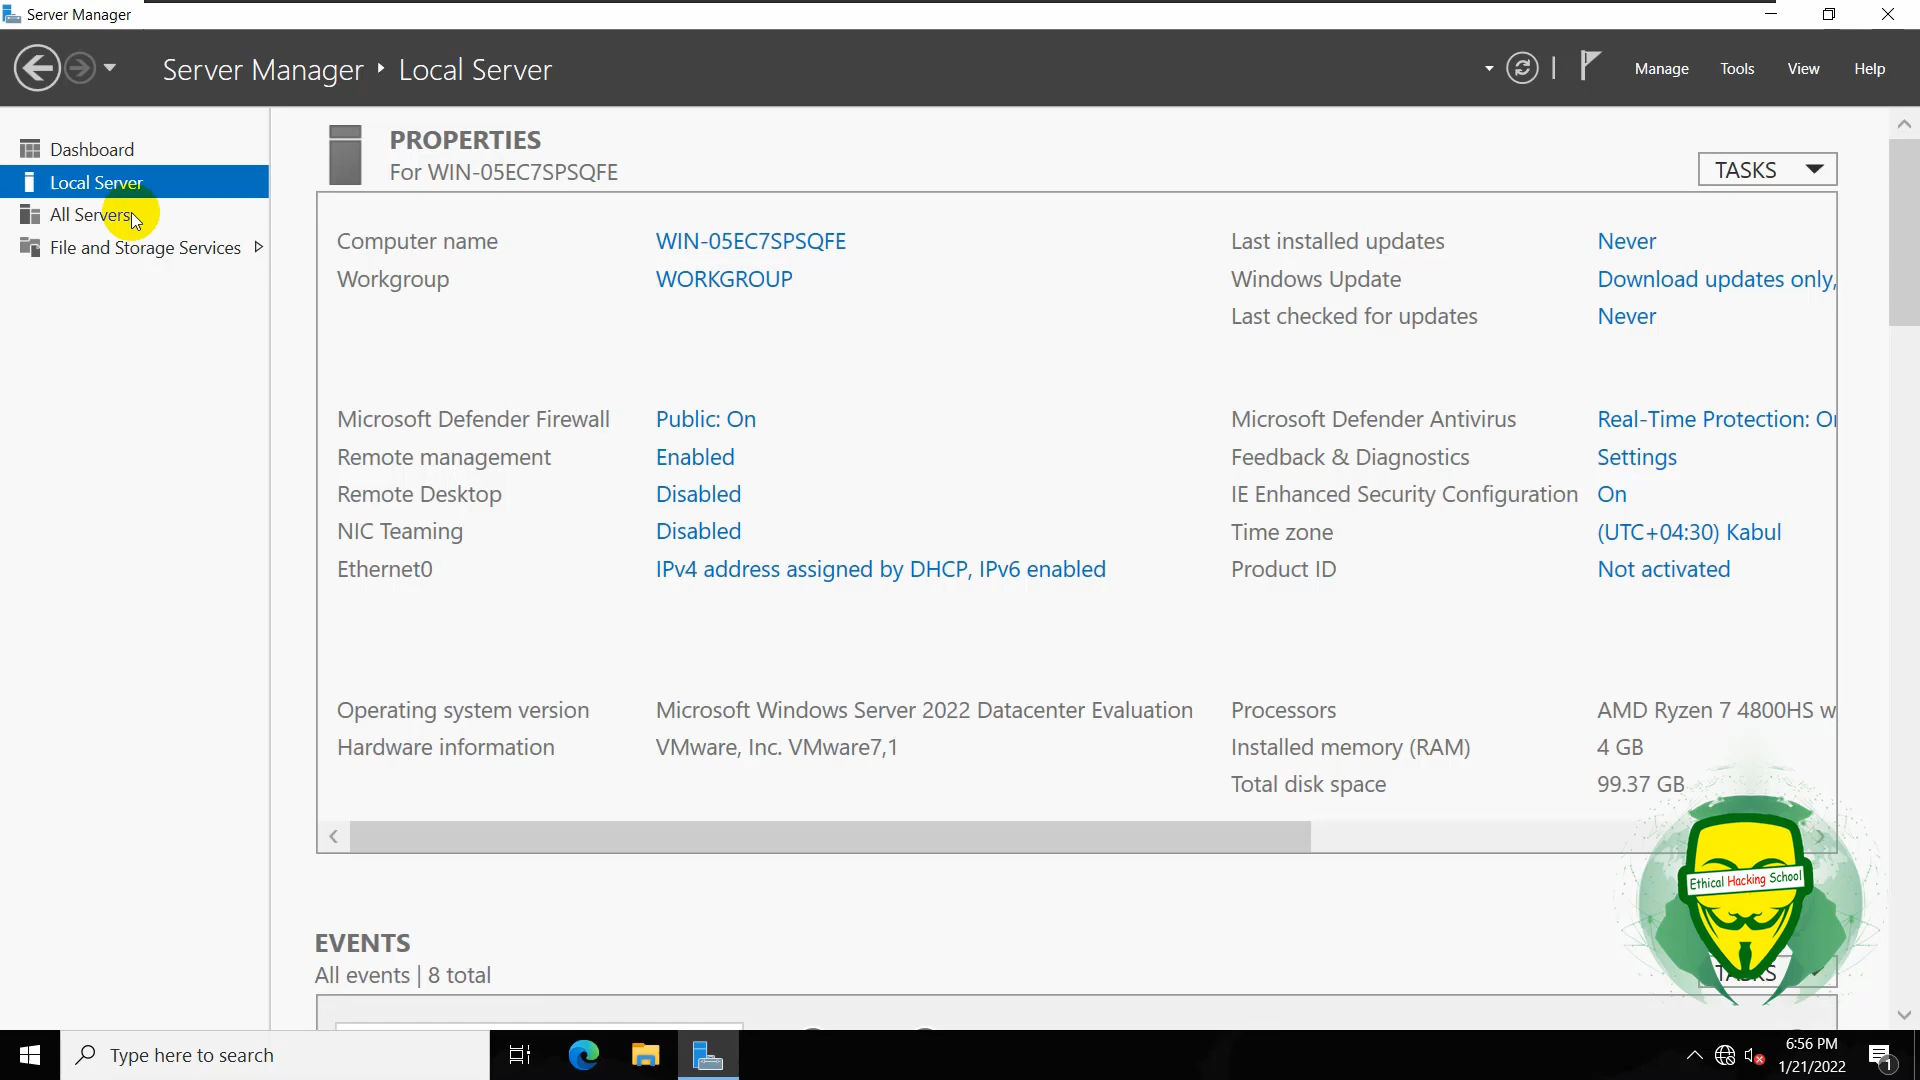 Server Manager
Server Manager
Local Server
Manage
Tools
View
Help
Dashboard
Local Server
All Servers
File and Storage Services
PROPERTIES
For WIN-05EC7SPSQFE
TASKS
Computer name WIN-05EC7SPSQFE
Workgroup WORKGROUP
Last installed updates Never
Windows Update Download updates only,
Last checked for updates Never
Microsoft Defender Firewall Public: On
Remote management Enabled
Remote Desktop Disabled
NIC Teaming Disabled
Ethernet0 IPv4 address assigned by DHCP, IPv6 enabled
Microsoft Defender Antivirus Real-Time Protection:
Feedback & Diagnostics Settings
IE Enhanced Security Configuration On
Time zone (UTC+04:30) Kabul
Product ID Not activated
Operating system version Microsoft Windows Server 2022 Datacenter Evaluation
Hardware information VMware, Inc. VMware7,1
Processors AMD Ryzen 7 4800HS w
Installed memory (RAM) 4 GB
Total disk space 99.37 GB
Ethical Hacking School
EVENTS
All events | 8 total
TASKS
Type here to search
6:56 PM
1/21/2022
1